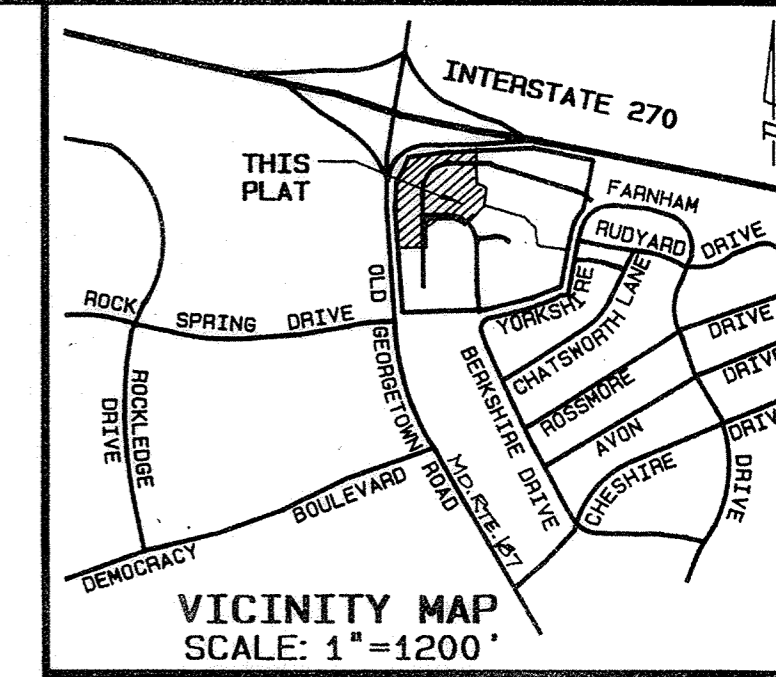 INTERSTATE 270
THIS
PLAT
FARNHAM
RUDYARD DRIVE
OLD GEORGETOWN ROAD
ROCK SPRING DRIVE
YORKSHIRE
CHATSWORTH LANE
DRIVE
ROSSMORE
DRIVE
AVON
DRIVE
CHESHIRE
DRIVE
BERKSHIRE DRIVE
ROCKLEDGE
DRIVE
MD. RTE. 187
DEMOCRACY BOULEVARD
VICINITY MAP
SCALE: 1"=1200'